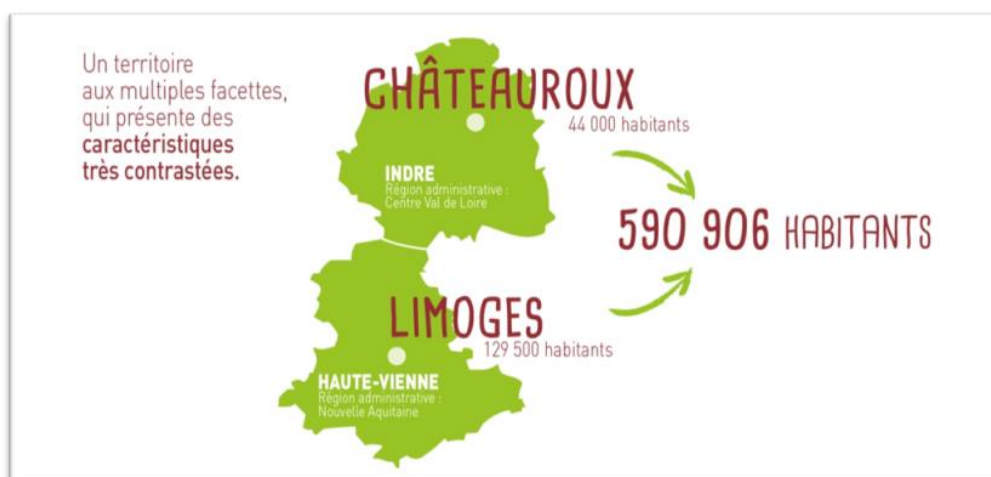 Un territoire
aux multiples facettes,
qui présente des
caractéristiques
très contrastées.
CHÂTEAUROUX
44 000 habitants
INDRE
Région administrative :
Centre Val de Loire
590 906 HABITANTS
LIMOGES
129 500 habitants
HAUTE-VIENNE
Région administrative :
Nouvelle Aquitaine